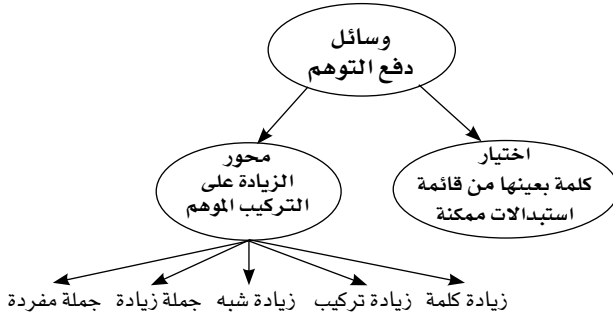 وسائل
دفع التوهم
اختيار
كلمة بعينها من قائمة
استبدالات ممكنة
محور
الزيادة على
التركيب الموهم
زيادة كلمة زيادة تركيب زيادة شبه جملة زيادة جملة مفردة